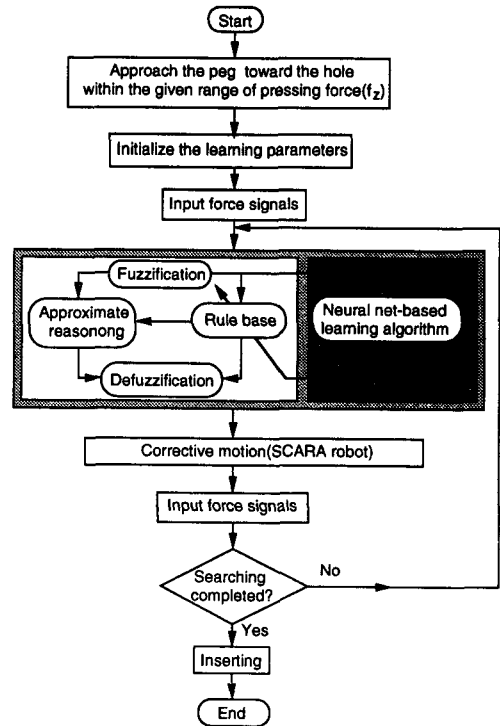 Start
Approach the peg toward the hole
within the given range of pressing force(fz)
Initialize the learning parameters
Input force signals
Fuzzification
Approximate
reasonong
Rule base
Neural net-based
learning algorithm
Defuzzification
Corrective motion(SCARA robot)
Input force signals
Searching
completed?
No
Yes
Inserting
End